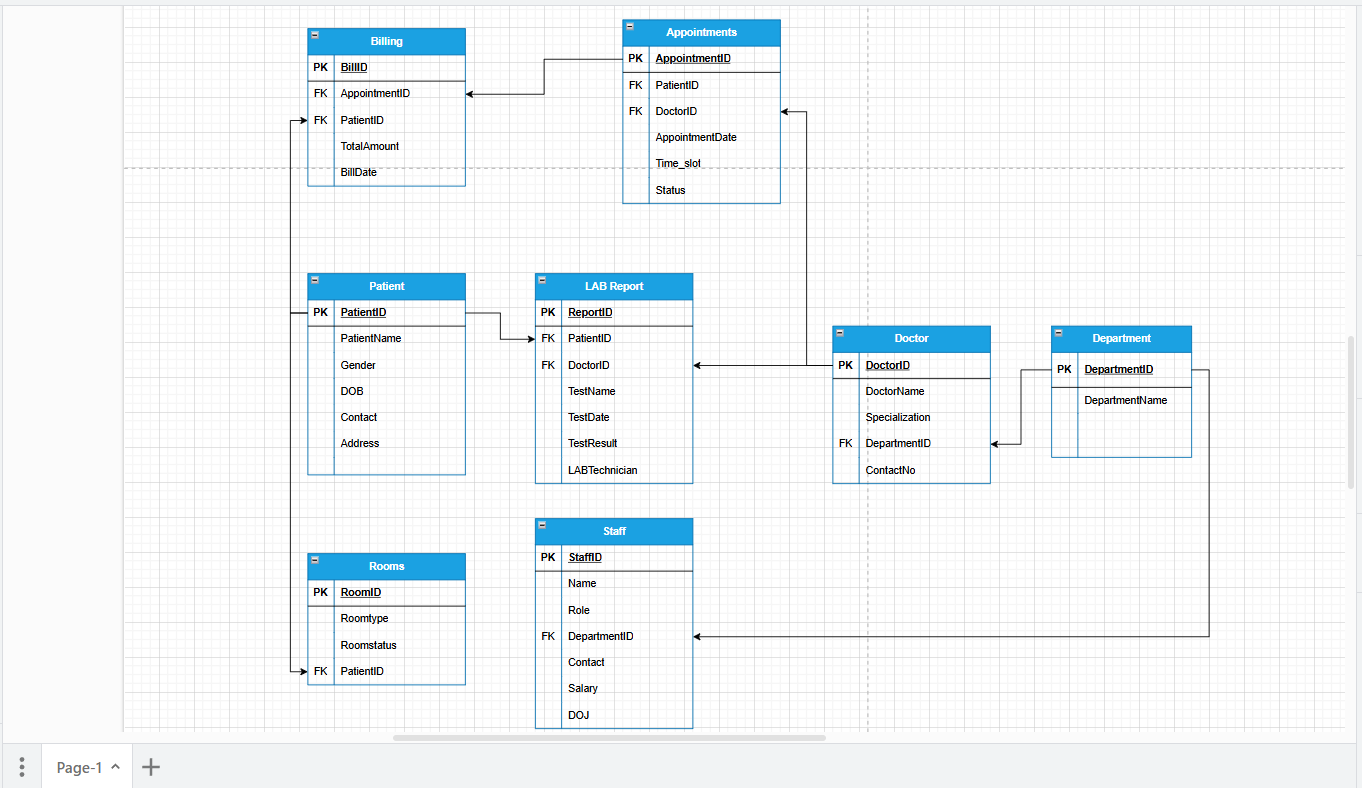 Billing
PK BillID
FK AppointmentID
FK PatientID
TotalAmount
BillDate
Appointments
PK AppointmentID
FK PatientID
FK DoctorID
AppointmentDate
Time_slot
Status
Patient
PK PatientID
PatientName
Gender
DOB
Contact
Address
LAB Report
PK ReportID
FK PatientID
FK DoctorID
TestName
TestDate
TestResult
LABTechnician
Doctor
PK DoctorID
DoctorName
Specialization
FK DepartmentID
ContactNo
Department
PK DepartmentID
DepartmentName
Rooms
PK RoomID
Roomtype
Roomstatus
FK PatientID
Staff
PK StaffID
Name
Role
FK DepartmentID
Contact
Salary
DOJ
Page-1